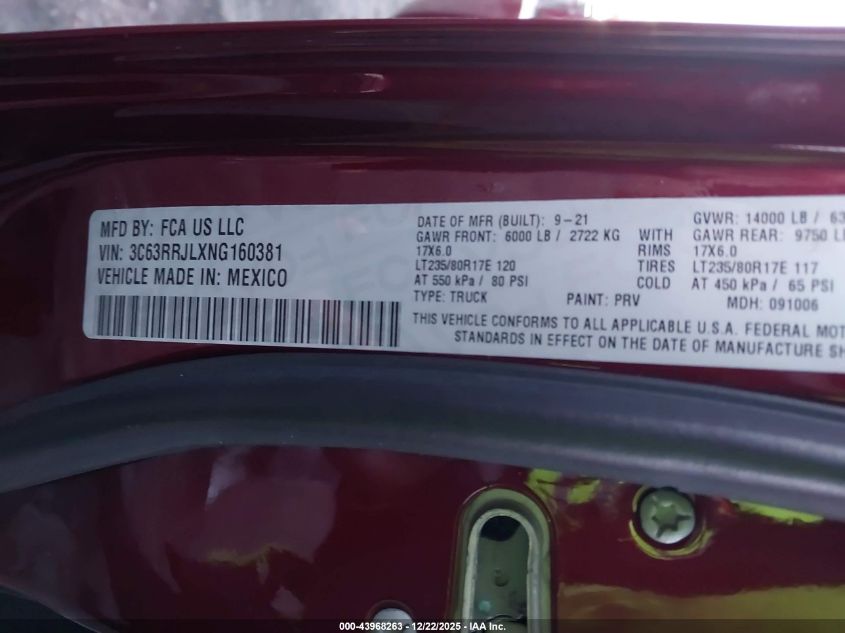 MFD BY: FCA US LLC
VIN: 3C63RRJLXNG160381
VEHICLE MADE IN: MEXICO
DATE OF MFR (BUILT): 9-21
GVWR: 14000 LB / 63
GAWR FRONT: 6000 LB / 2722 KG WITH GAWR REAR: 9750 L
17X6.0 RIMS 17X6.0
LT235/80R17E 120 TIRES LT235/80R17E 117
AT 550 kPa / 80 PSI COLD AT 450 kPa / 65 PSI
TYPE: TRUCK PAINT: PRV MDH: 091006
THIS VEHICLE CONFORMS TO ALL APPLICABLE U.S.A. FEDERAL MOT
STANDARDS IN EFFECT ON THE DATE OF MANUFACTURE SH
000-43968263 - 12/22/2025 - IAA Inc.